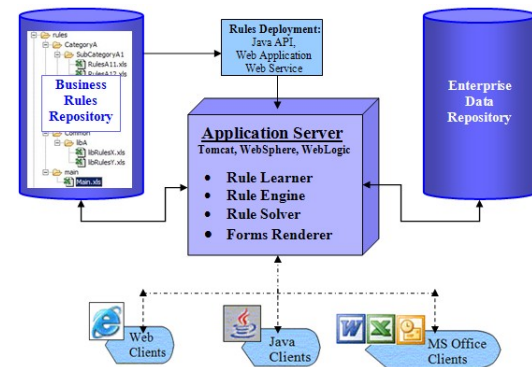 rules
CategoryA
SubCategoryA1
RulesA11.xls
RulesA12.xls
Business
Rules
Repository
Common
libA
libRulesX.xls
libRulesY.xls
main
Main.xls
Rules Deployment:
Java API,
Web Application
Web Service
Enterprise
Data
Repository
Application Server
Tomcat, WebSphere, WebLogic
• Rule Learner
• Rule Engine
• Rule Solver
• Forms Renderer
Web
Clients
Java
Clients
MS Office
Clients